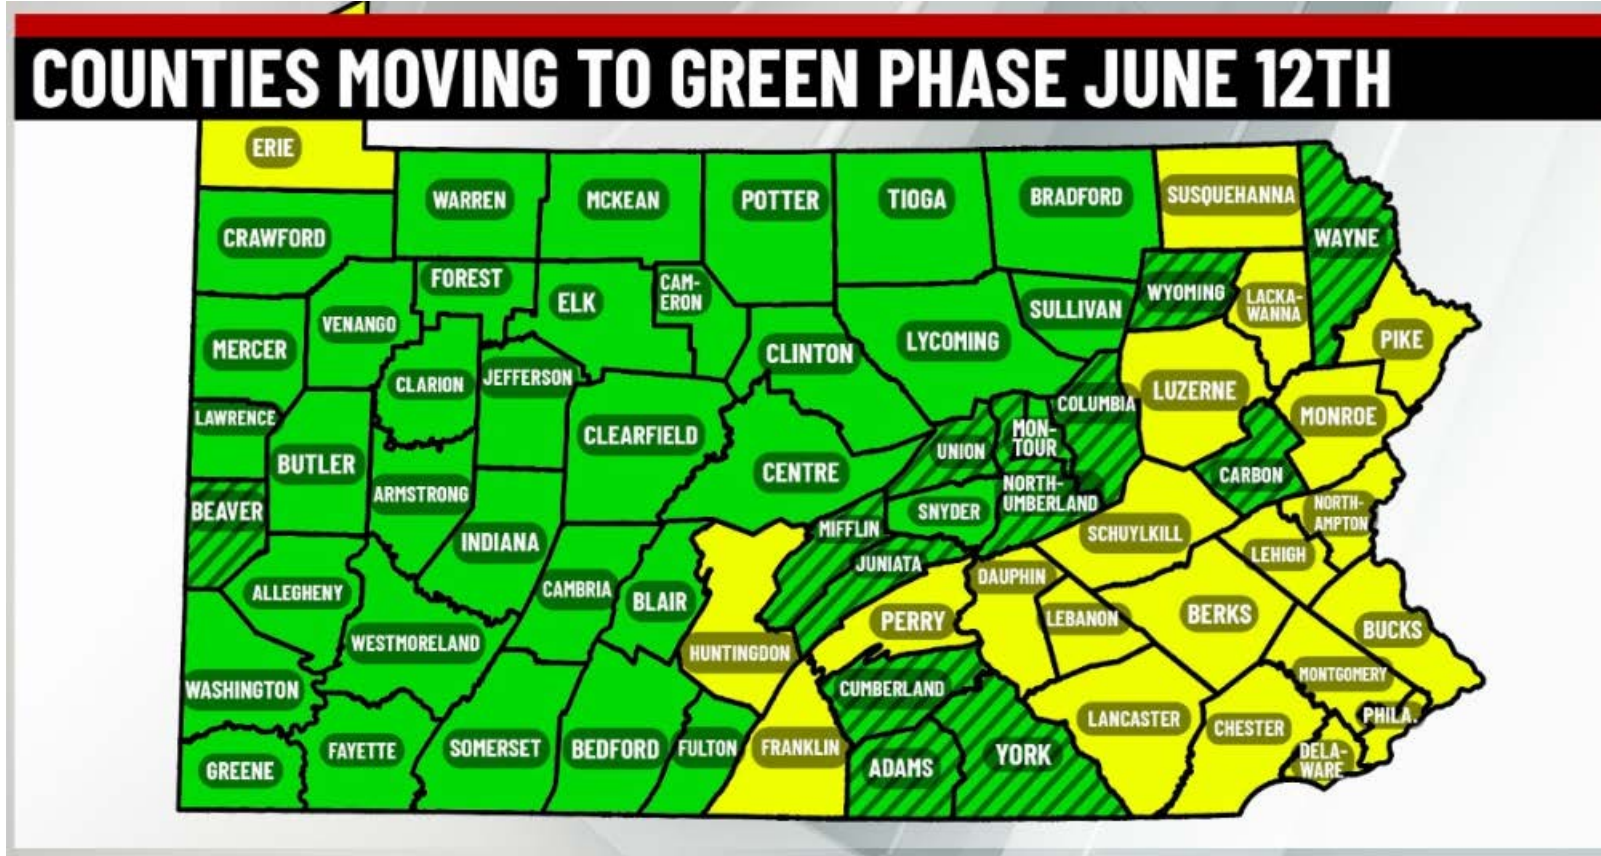 COUNTIES MOVING TO GREEN PHASE JUNE 12TH
ERIE
WARREN
MCKEAN
POTTER
TIOGA
BRADFORD
SUSQUEHANNA
CRAWFORD
WAYNE
FOREST
ELK
CAM-
ERON
SULLIVAN
WYOMING
LACKA-
WANNA
VENANGO
MERCER
CLINTON
LYCOMING
PIKE
CLARION
JEFFERSON
LUZERNE
LAWRENCE
CLEARFIELD
COLUMBIA
MONROE
BUTLER
CENTRE
UNION
MON-
TOUR
CARBON
ARMSTRONG
BEAVER
SNYDER
NORTH-
UMBERLAND
NORTH-
AMPTON
INDIANA
MIFFLIN
SCHUYLKILL
LEHIGH
ALLEGHENY
CAMBRIA
BLAIR
JUNIATA
DAUPHIN
PERRY
LEBANON
BERKS
BUCKS
WESTMORELAND
HUNTINGDON
WASHINGTON
CUMBERLAND
MONTGOMERY
LANCASTER
CHESTER
PHILA.
GREENE
FAYETTE
SOMERSET
BEDFORD
FULTON
FRANKLIN
ADAMS
YORK
DELA-
WARE